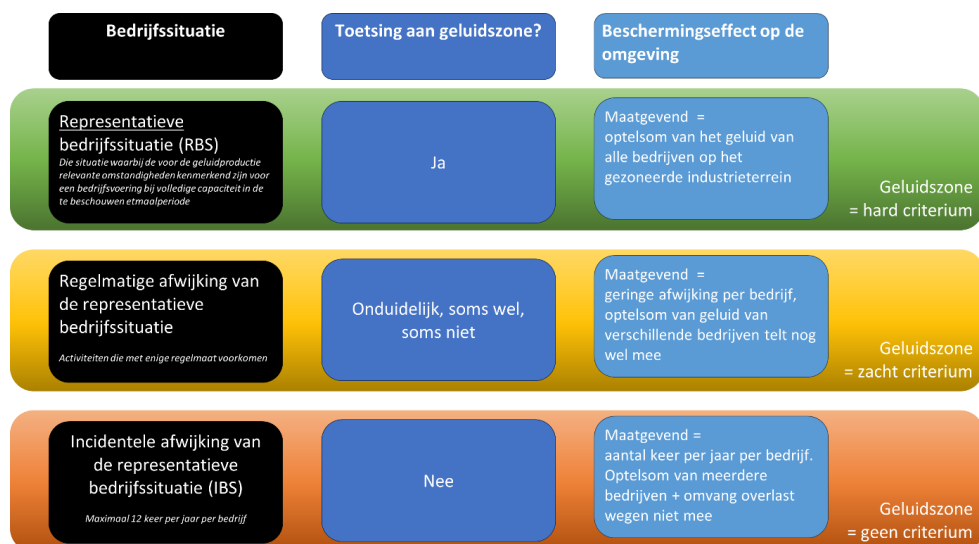 Bedrijfssituatie
Toetsing aan geluidszone?
Beschermingseffect op de
omgeving
Representatieve
bedrijfssituatie (RBS)
Die situatie waarbij de voor de geluidproductie
relevante omstandigheden kenmerkend zijn voor
een bedrijfsvoering bij volledige capaciteit in de
te beschouwen etmaalperiode
Ja
Maatgevend =
optelsom van het geluid van
alle bedrijven op het
gezoneerde industrieterrein
Geluidszone
= hard criterium
Regelmatige afwijking van
de representatieve
bedrijfssituatie
Activiteiten die met enige regelmaat voorkomen
Onduidelijk, soms wel,
soms niet
Maatgevend =
geringe afwijking per bedrijf,
optelsom van geluid van
verschillende bedrijven telt nog
wel mee
Geluidszone
= zacht criterium
Incidentele afwijking van
de representatieve
bedrijfssituatie (IBS)
Maximaal 12 keer per jaar per bedrijf
Nee
Maatgevend =
aantal keer per jaar per bedrijf.
Optelsom van meerdere
bedrijven + omvang overlast
wegen niet mee
Geluidszone
= geen criterium